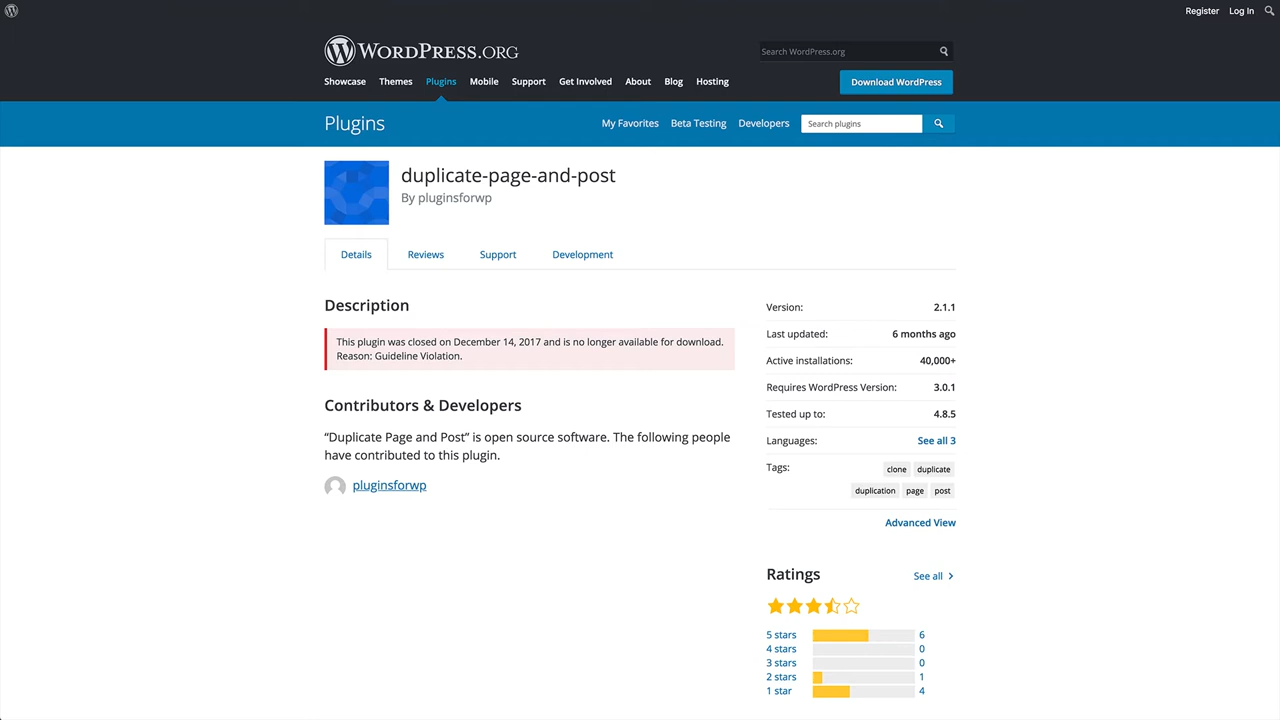 Register Log In
WORDPRESS.ORG
Search WordPress.org
Showcase Themes Plugins Mobile Support Get Involved About Blog Hosting
Download WordPress
Plugins
My Favorites Beta Testing Developers Search plugins
duplicate-page-and-post
By pluginsforwp
Details Reviews Support Development
Description
This plugin was closed on December 14, 2017 and is no longer available for download.
Reason: Guideline Violation.
Contributors & Developers
“Duplicate Page and Post” is open source software. The following people
have contributed to this plugin.
pluginsforwp
Version: 2.1.1
Last updated: 6 months ago
Active installations: 40,000+
Requires WordPress Version: 3.0.1
Tested up to: 4.8.5
Languages: See all 3
Tags: clone duplicate
duplication page post
Advanced View
Ratings See all
5 stars 6
4 stars 0
3 stars 0
2 stars 1
1 star 4